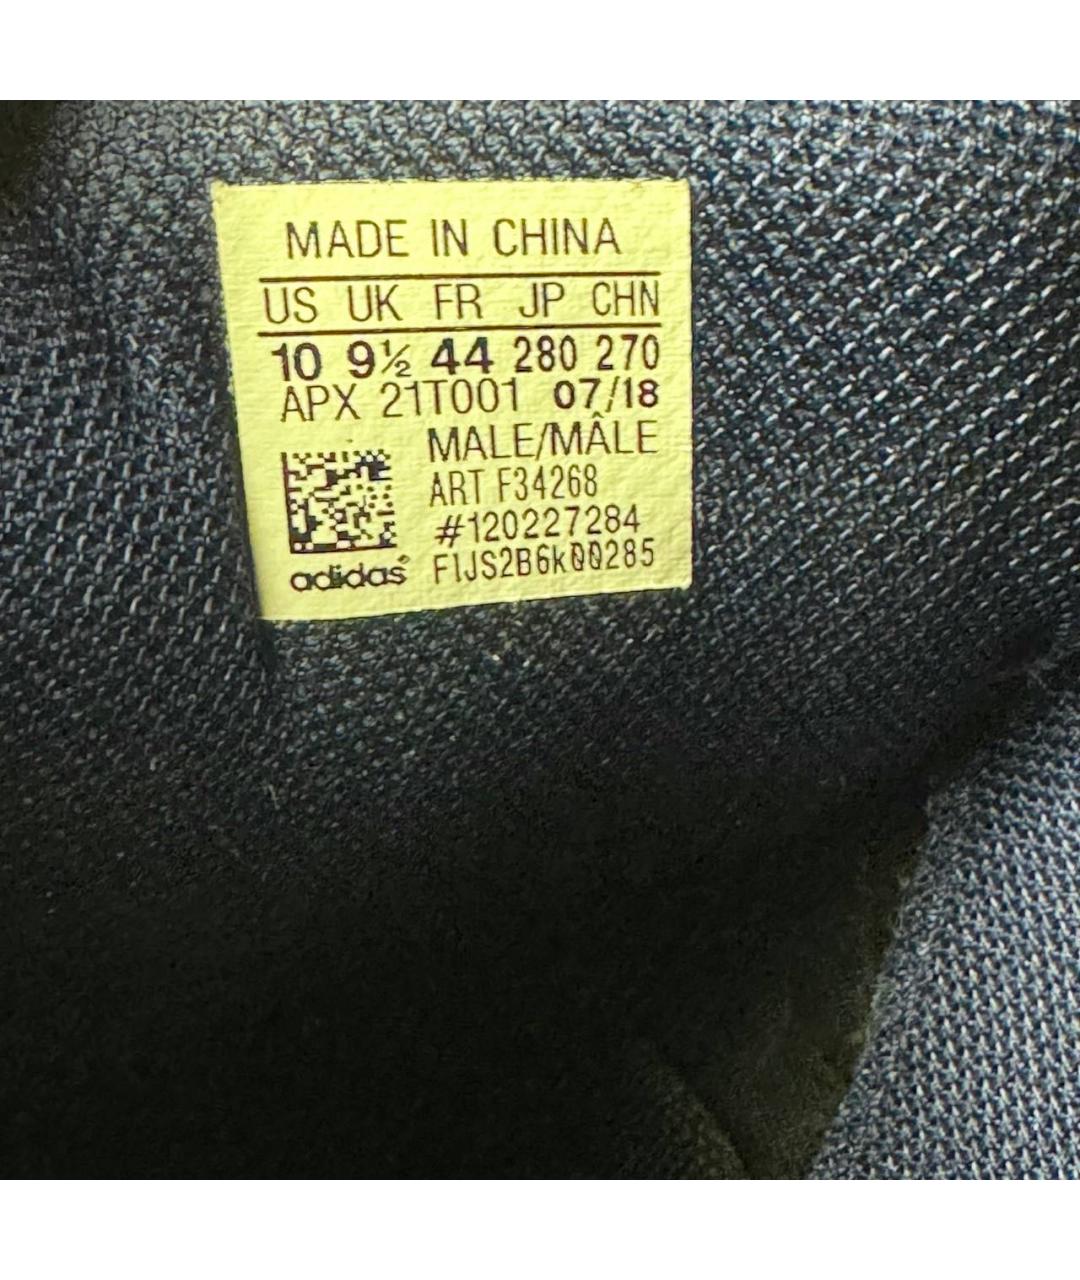 MADE IN CHINA
US UK FR JP CHN
10 9½ 44 280 270
APX 21T001 07/18
MALE/MÂLE
ART F34268
#120227284
F1JS2B6k00285
adidas®